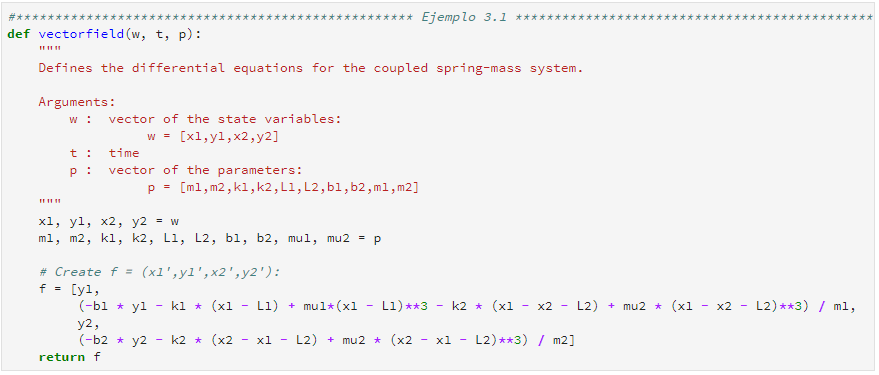 #*************************************************** Ejemplo 3.1 **********************************************
def vectorfield(w, t, p):
    """
    Defines the differential equations for the coupled spring-mass system.

    Arguments:
        w :  vector of the state variables:
                  w = [x1,y1,x2,y2]
        t :  time
        p :  vector of the parameters:
                  p = [m1,m2,k1,k2,L1,L2,b1,b2,m1,m2]
    """
    x1, y1, x2, y2 = w
    m1, m2, k1, k2, L1, L2, b1, b2, mu1, mu2 = p

    # Create f = (x1',y1',x2',y2'):
    f = [y1,
         (-b1 * y1 - k1 * (x1 - L1) + mu1*(x1 - L1)**3 - k2 * (x1 - x2 - L2) + mu2 * (x1 - x2 - L2)**3) / m1,
         y2,
         (-b2 * y2 - k2 * (x2 - x1 - L2) + mu2 * (x2 - x1 - L2)**3) / m2]
    return f